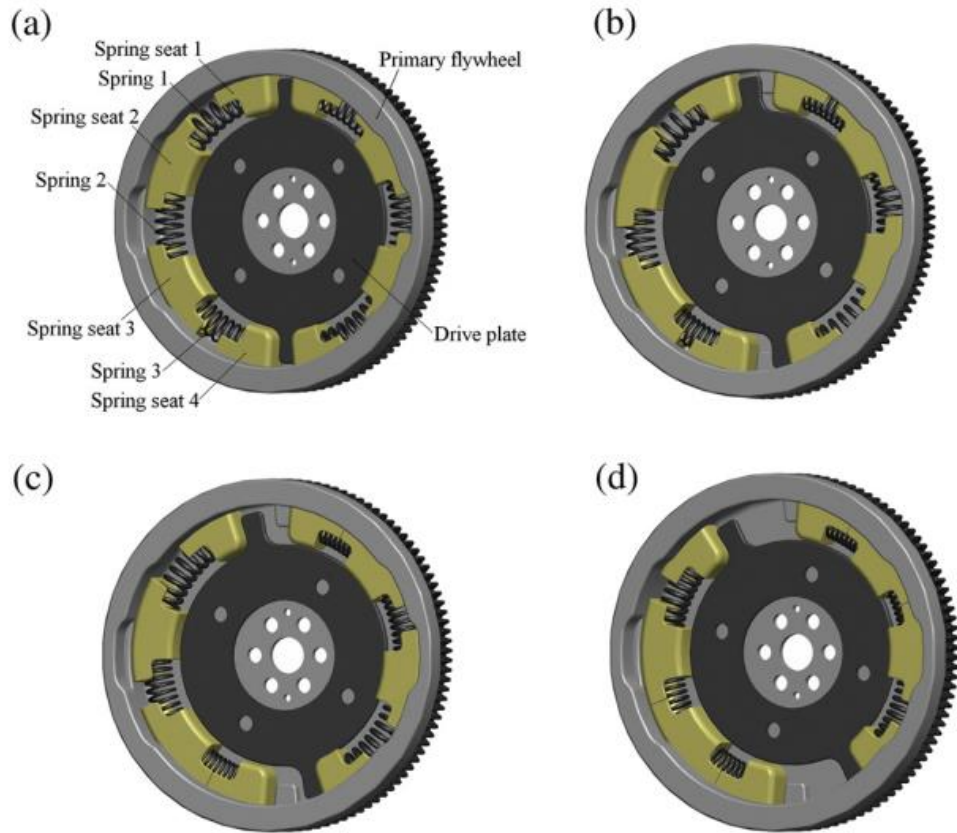 (a)
Spring seat 1
Spring 1
Spring seat 2
Spring 2
Spring seat 3
Spring 3
Spring seat 4
Primary flywheel
Drive plate
(b)
(c)
(d)